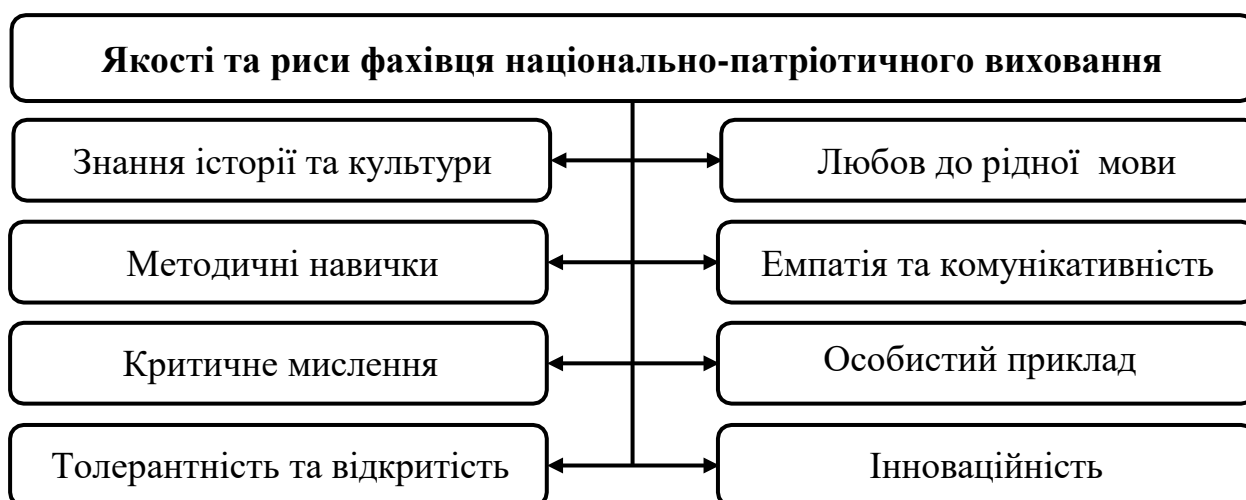 Якості та риси фахівця національно-патріотичного виховання
Знання історії та культури
Любов до рідної мови
Методичні навички
Емпатія та комунікативність
Критичне мислення
Особистий приклад
Толерантність та відкритість
Інноваційність